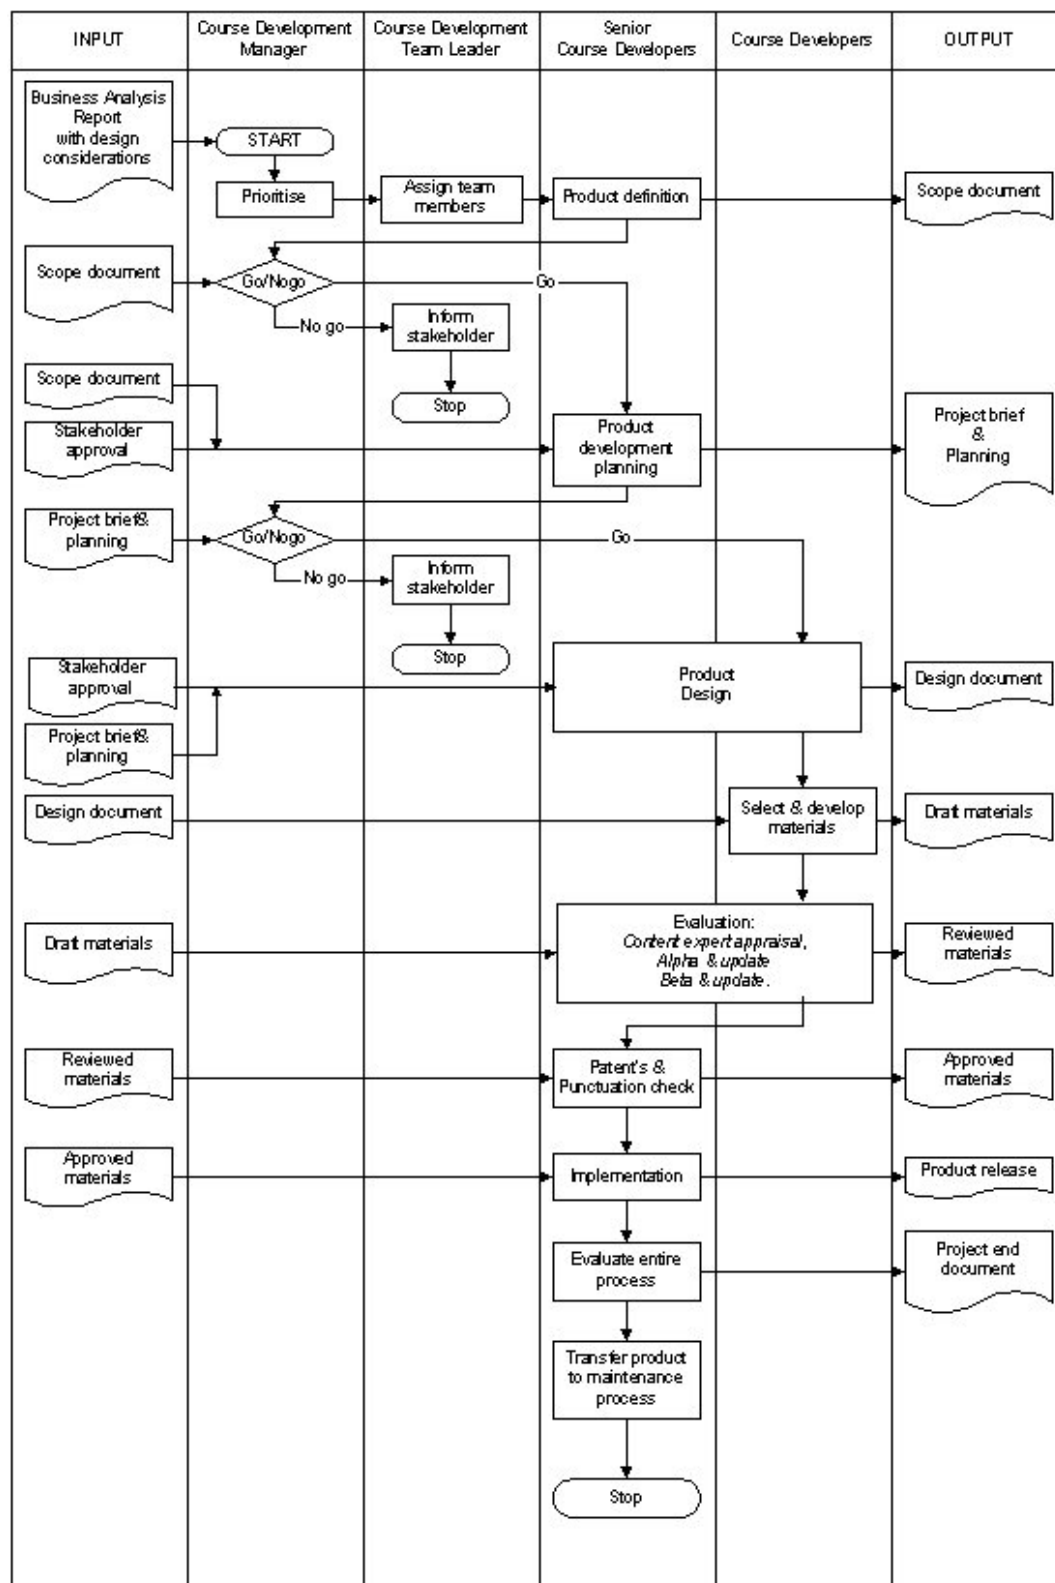 INPUT
Course Development
Manager
Course Development
Team Leader
Senior
Course Developers
Course Developers
OUTPUT
Business Analysis
Report
with design
considerations
START
Prioritise
Assign team
members
Product definition
Scope document
Scope document
Go/Nogo
Go
No go
Inform
stakeholder
Stop
Scope document
Stakeholder
approval
Product
development
planning
Project brief
&
Planning
Project brief&
planning
Go/Nogo
Go
No go
Inform
stakeholder
Stop
Stakeholder
approval
Product
Design
Design document
Project brief&
planning
Design document
Select & develop
materials
Draft materials
Draft materials
Evaluation:
Content expert appraisal,
Alpha & update
Beta & update.
Reviewed
materials
Reviewed
materials
Patent's &
Punctuation check
Approved
materials
Approved
materials
Implementation
Product release
Evaluate entire
process
Project end
document
Transfer product
to maintenance
process
Stop